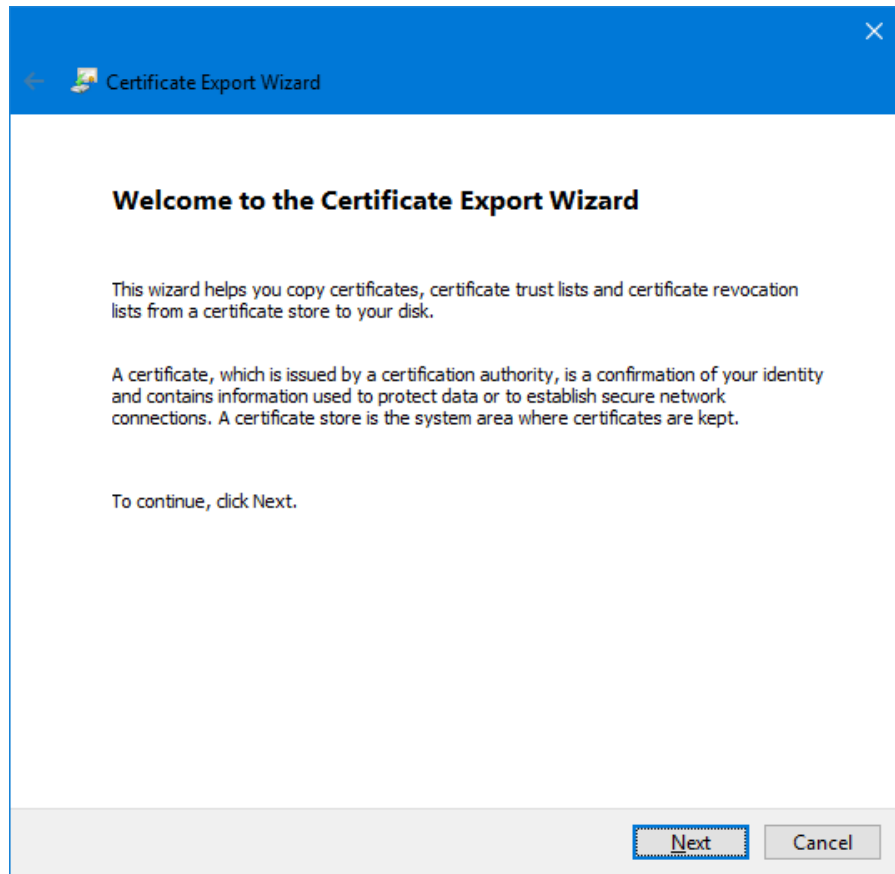 Certificate Export Wizard
Welcome to the Certificate Export Wizard
This wizard helps you copy certificates, certificate trust lists and certificate revocation
lists from a certificate store to your disk.
A certificate, which is issued by a certification authority, is a confirmation of your identity
and contains information used to protect data or to establish secure network
connections. A certificate store is the system area where certificates are kept.
To continue, click Next.
Next Cancel